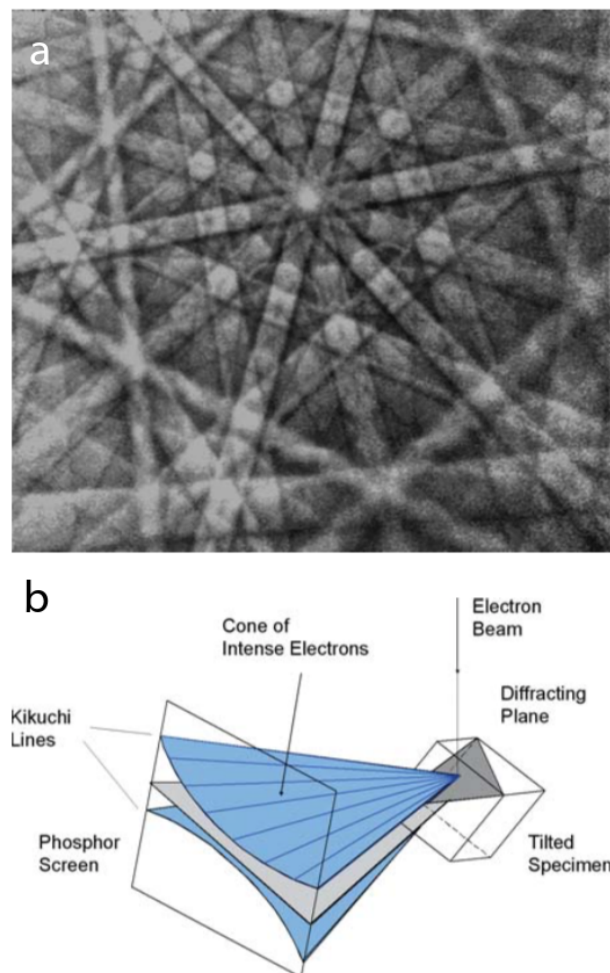 a
b
Electron
Beam
Cone of
Intense Electrons
Diffracting
Plane
Kikuchi
Lines
Phosphor
Screen
Tilted
Specimen